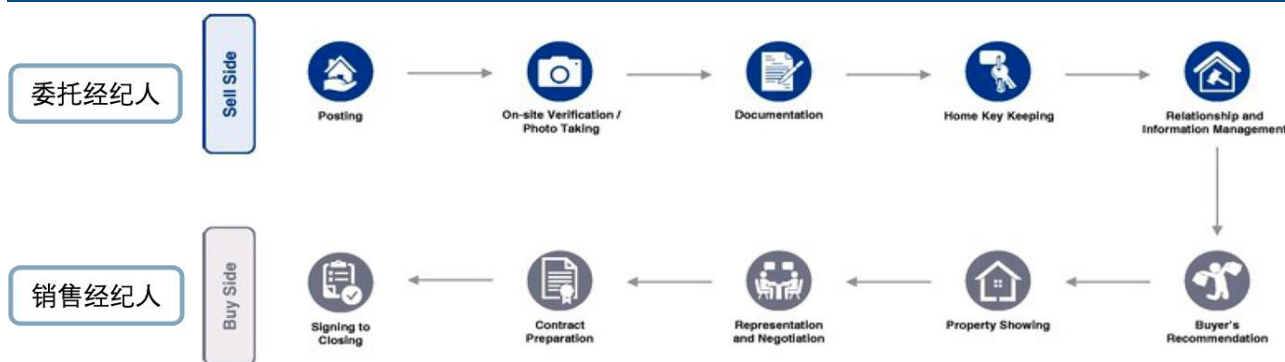 委托经纪人
Sell Side
Posting
On-site Verification /
Photo Taking
Documentation
Home Key Keeping
Relationship and
Information Management
销售经纪人
Buy Side
Signing to
Closing
Contract
Preparation
Representation
and Negotiation
Property Showing
Buyer's
Recommendation